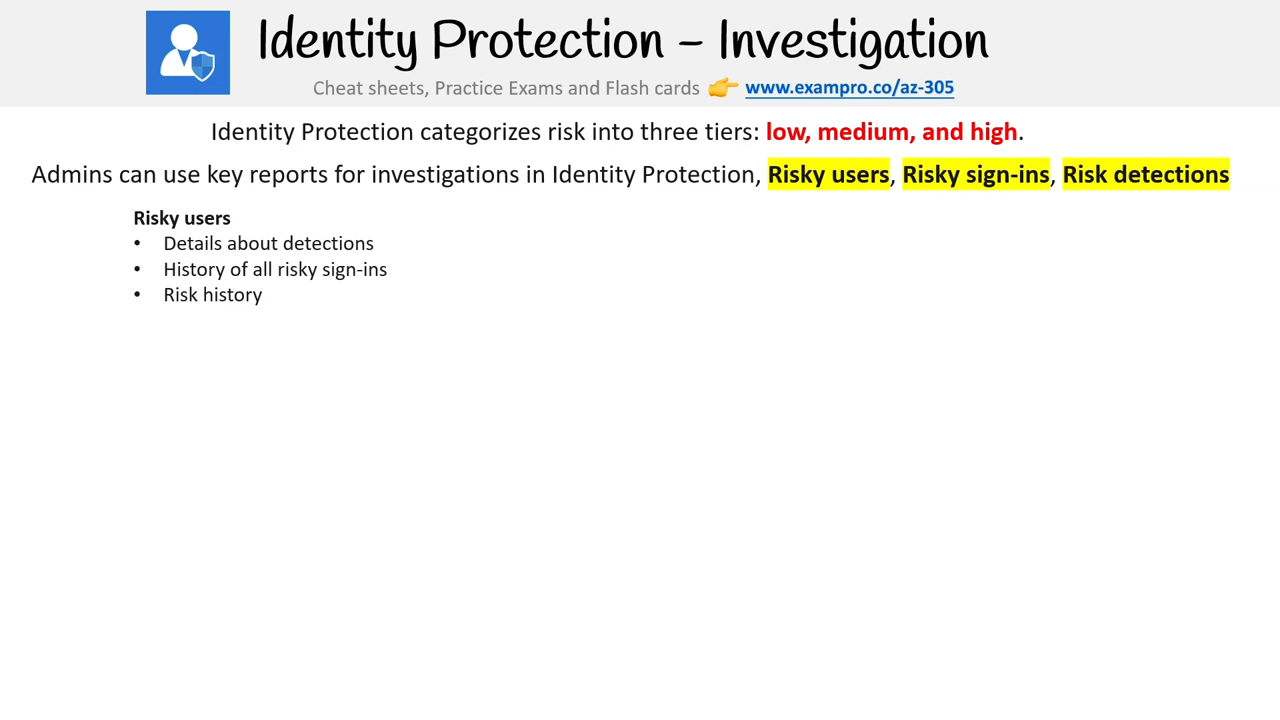 Identity Protection – Investigation
Cheat sheets, Practice Exams and Flash cards 👉 www.exampro.co/az-305
Identity Protection categorizes risk into three tiers: low, medium, and high.
Admins can use key reports for investigations in Identity Protection, Risky users, Risky sign-ins, Risk detections
Risky users
• Details about detections
• History of all risky sign-ins
• Risk history